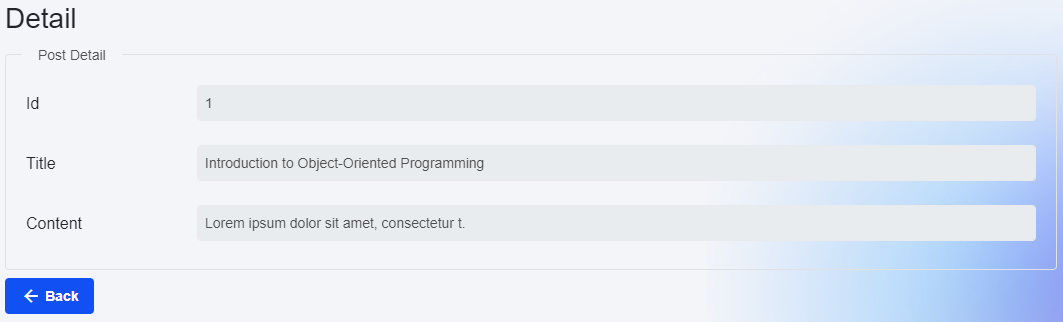 Detail
Post Detail
Id
1
Title
Introduction to Object-Oriented Programming
Content
Lorem ipsum dolor sit amet, consectetur t.
Back